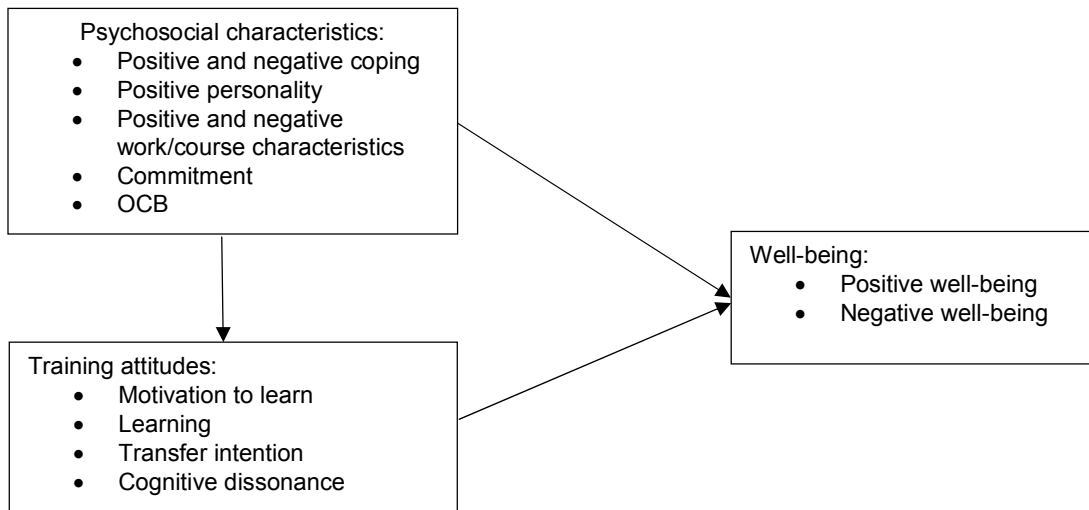 Psychosocial characteristics:
• Positive and negative coping
• Positive personality
• Positive and negative
work/course characteristics
• Commitment
• OCB
Well-being:
• Positive well-being
• Negative well-being
Training attitudes:
• Motivation to learn
• Learning
• Transfer intention
• Cognitive dissonance